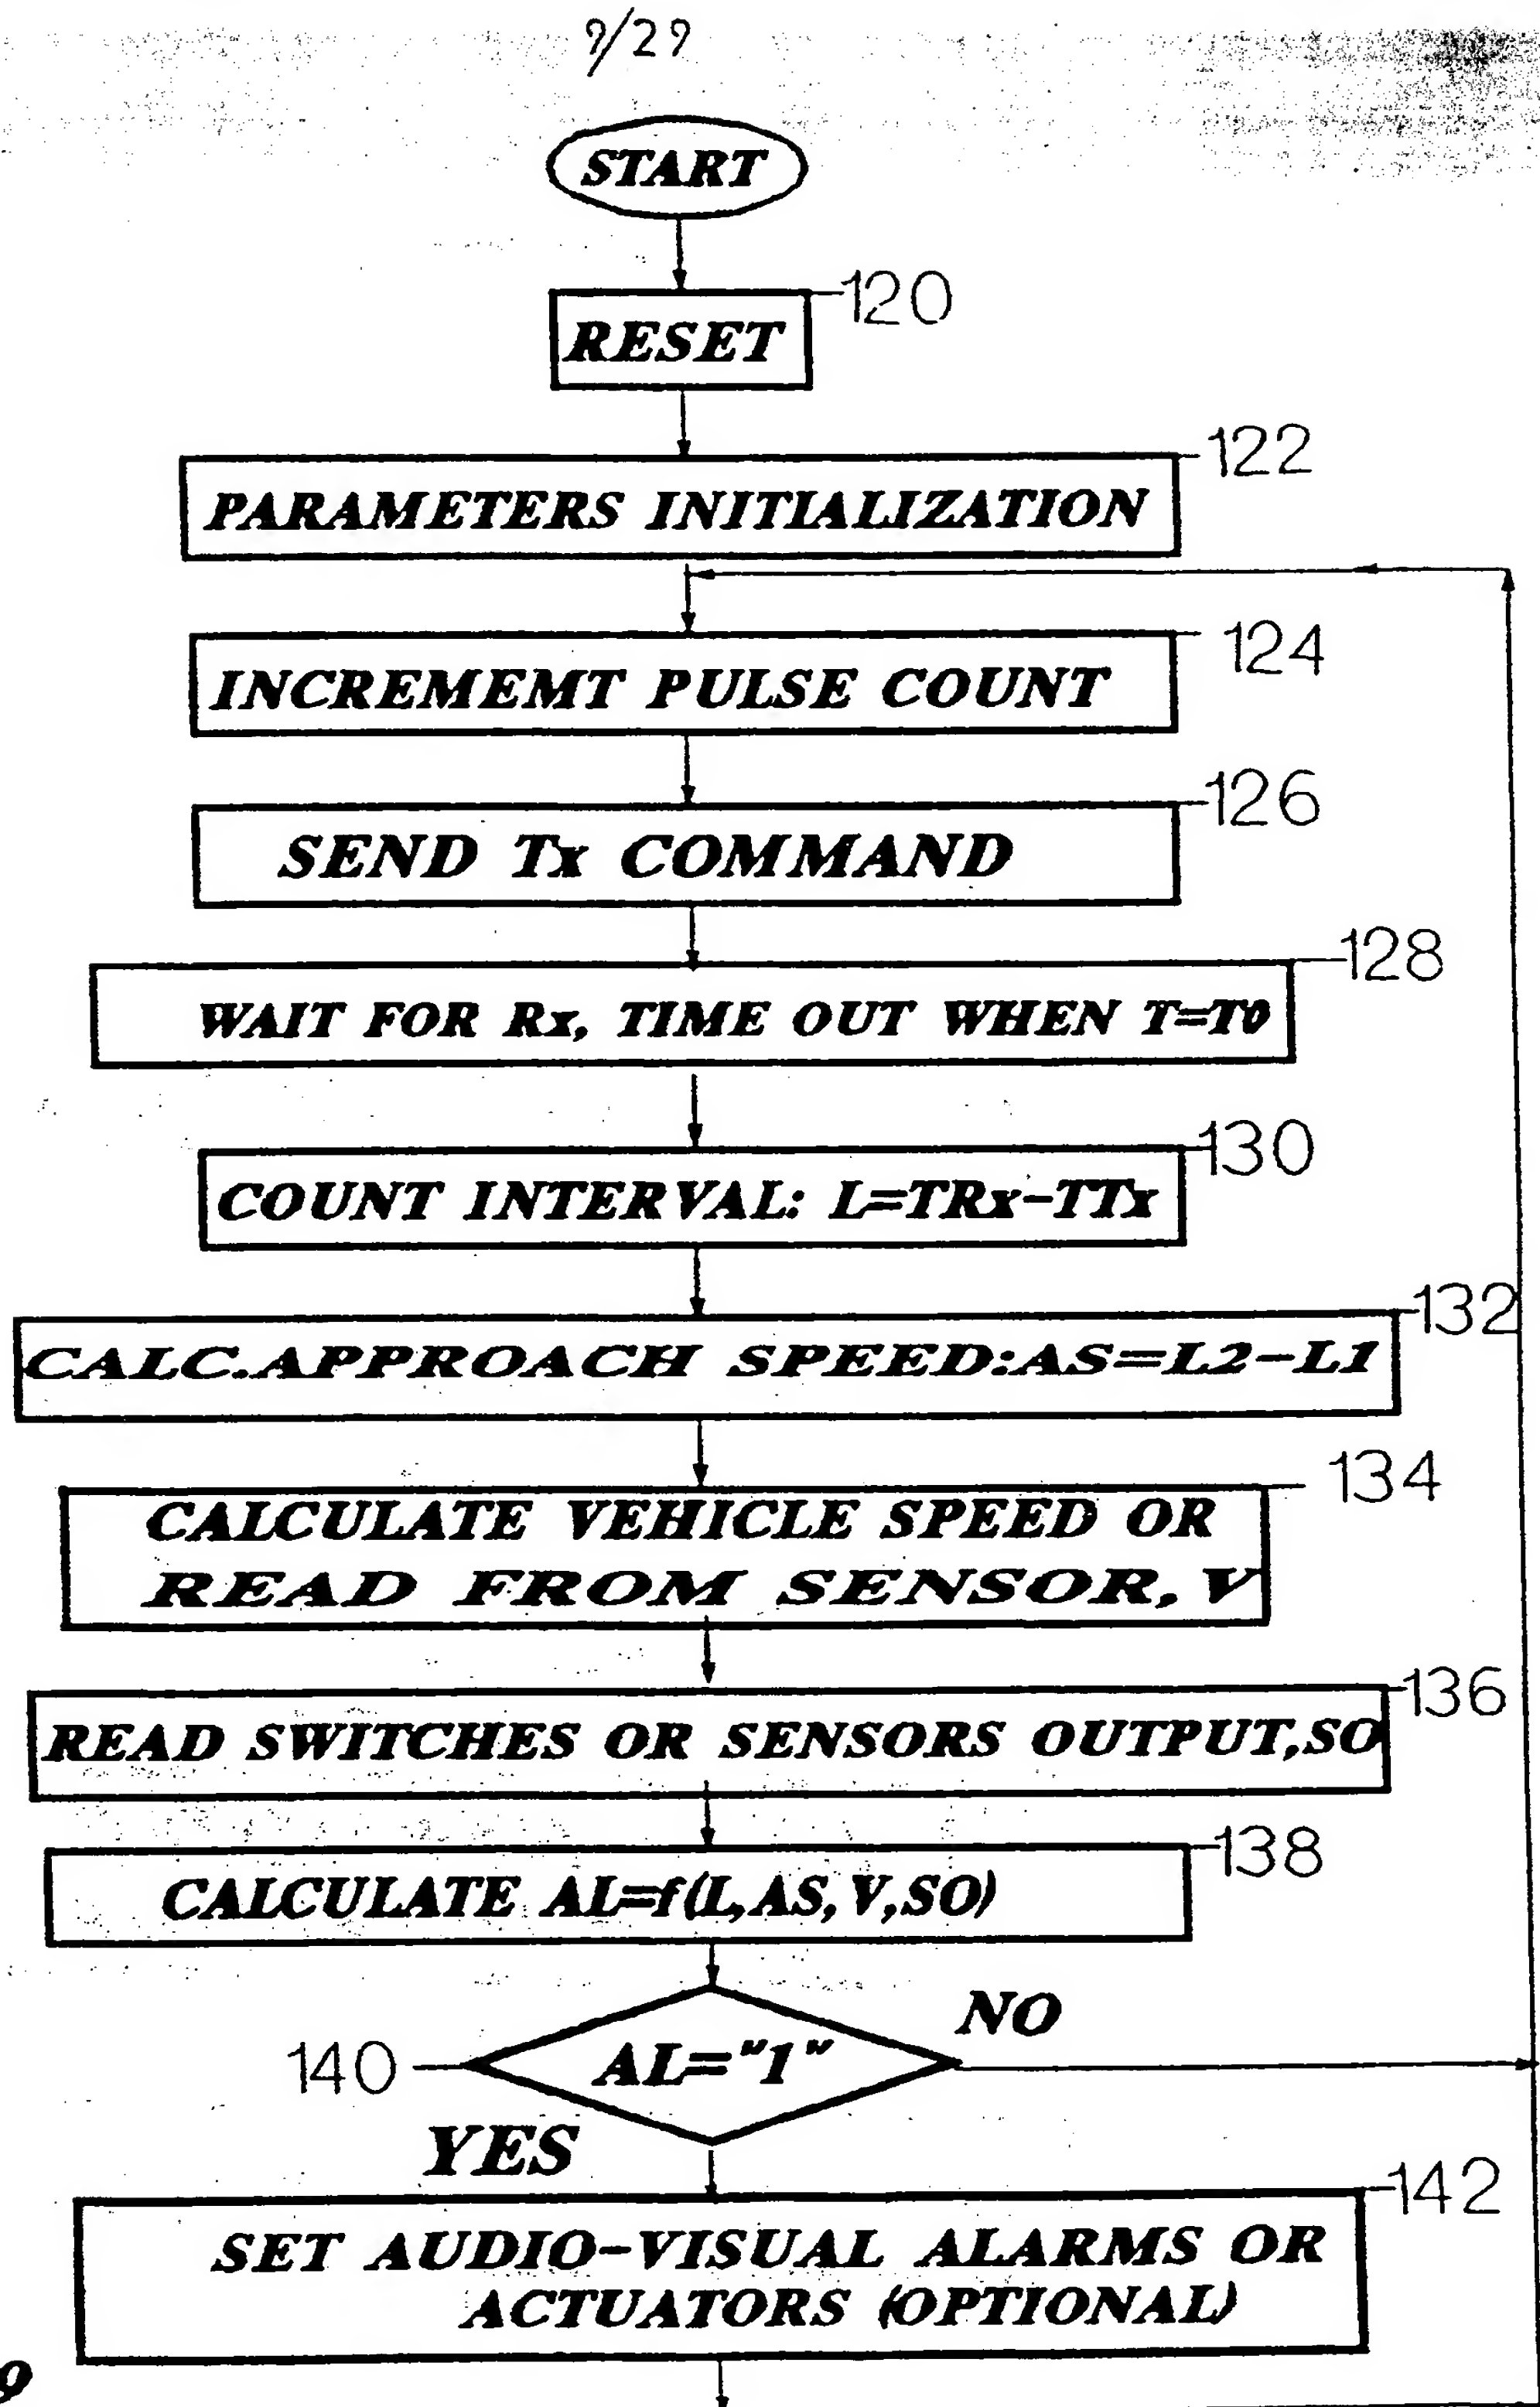 9/29
START
120
RESET
122
PARAMETERS INITIALIZATION
124
INCREMEMT PULSE COUNT
126
SEND Tx COMMAND
128
WAIT FOR Rx, TIME OUT WHEN T=T0
130
COUNT INTERVAL: L=TRx-TTx
132
CALC.APPROACH SPEED:AS=L2-L1
134
CALCULATE VEHICLE SPEED OR
READ FROM SENSOR, V
136
READ SWITCHES OR SENSORS OUTPUT,SO
138
CALCULATE AL=f(L,AS,V,SO)
NO
140
AL="1"
YES
142
SET AUDIO-VISUAL ALARMS OR
ACTUATORS (OPTIONAL)
9